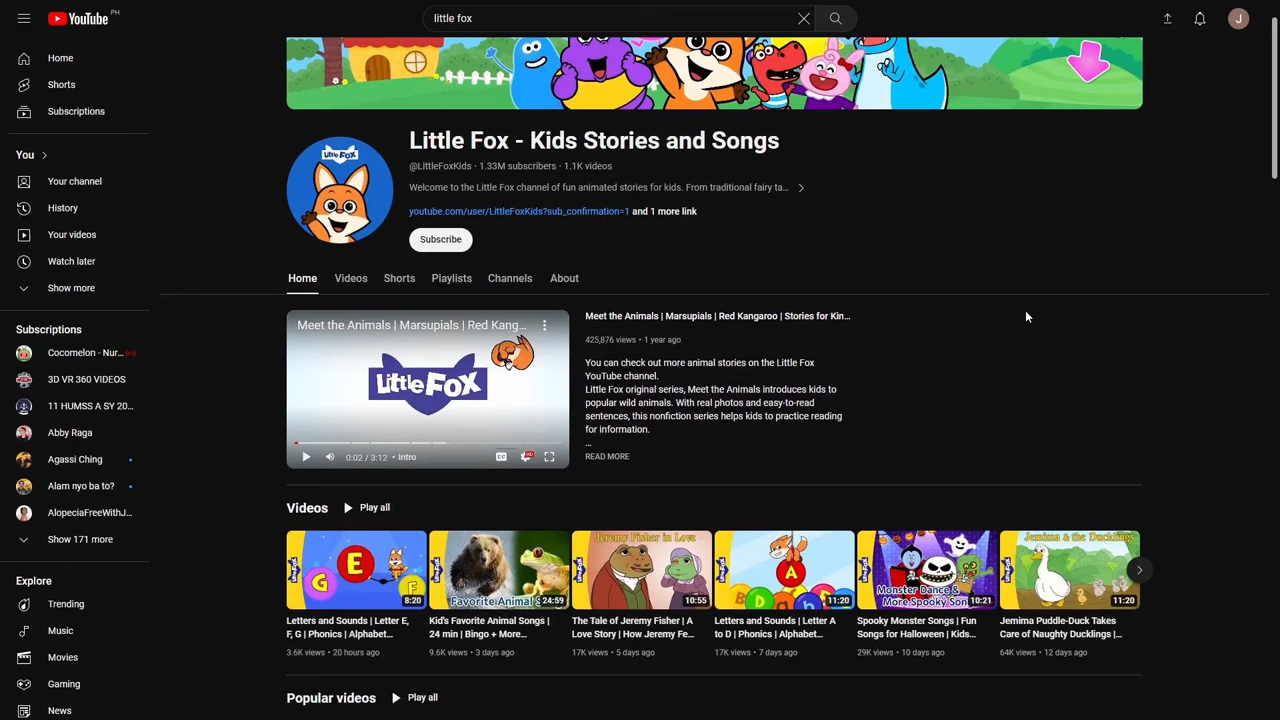 YouTube PH
little fox
J
Home
Shorts
Subscriptions
You
Your channel
History
Your videos
Watch later
Show more
Subscriptions
Cocomelon - Nur...
3D VR 360 VIDEOS
11 HUMSS A SY 20...
Abby Raga
Agassi Ching
Alam nyo ba to?
AlopeciaFreeWithJ...
Show 171 more
Explore
Trending
Music
Movies
Gaming
News
LITTLE FOX
Little Fox - Kids Stories and Songs
@LittleFoxKids · 1.33M subscribers · 1.1K videos
Welcome to the Little Fox channel of fun animated stories for kids. From traditional fairy ta...
youtube.com/user/LittleFoxKids?sub_confirmation=1 and 1 more link
Subscribe
Home Videos Shorts Playlists Channels About
Meet the Animals | Marsupials | Red Kang...
LITTLE FOX
0:02 / 3:12 · Intro
CC HD
Meet the Animals | Marsupials | Red Kangaroo | Stories for Kin...
425,876 views · 1 year ago
You can check out more animal stories on the Little Fox
YouTube channel.
Little Fox original series, Meet the Animals introduces kids to
popular wild animals. With real photos and easy-to-read
sentences, this nonfiction series helps kids to practice reading
for information.
...
READ MORE
Videos Play all
G E F
8:20
Letters and Sounds | Letter E,
F, G | Phonics | Alphabet...
3.6K views · 20 hours ago
Favorite Animal S
24:59
Kid's Favorite Animal Songs |
24 min | Bingo + More...
9.6K views · 3 days ago
Jeremy Fisher in Love
10:55
The Tale of Jeremy Fisher | A
Love Story | How Jeremy Fe...
17K views · 5 days ago
A
11:20
Letters and Sounds | Letter A
to D | Phonics | Alphabet...
17K views · 7 days ago
Monster Dance &
More Spooky Son
10:21
Spooky Monster Songs | Fun
Songs for Halloween | Kids...
29K views · 10 days ago
Jemima & the Ducklings
11:20
Jemima Puddle-Duck Takes
Care of Naughty Ducklings |...
64K views · 12 days ago
Popular videos Play all